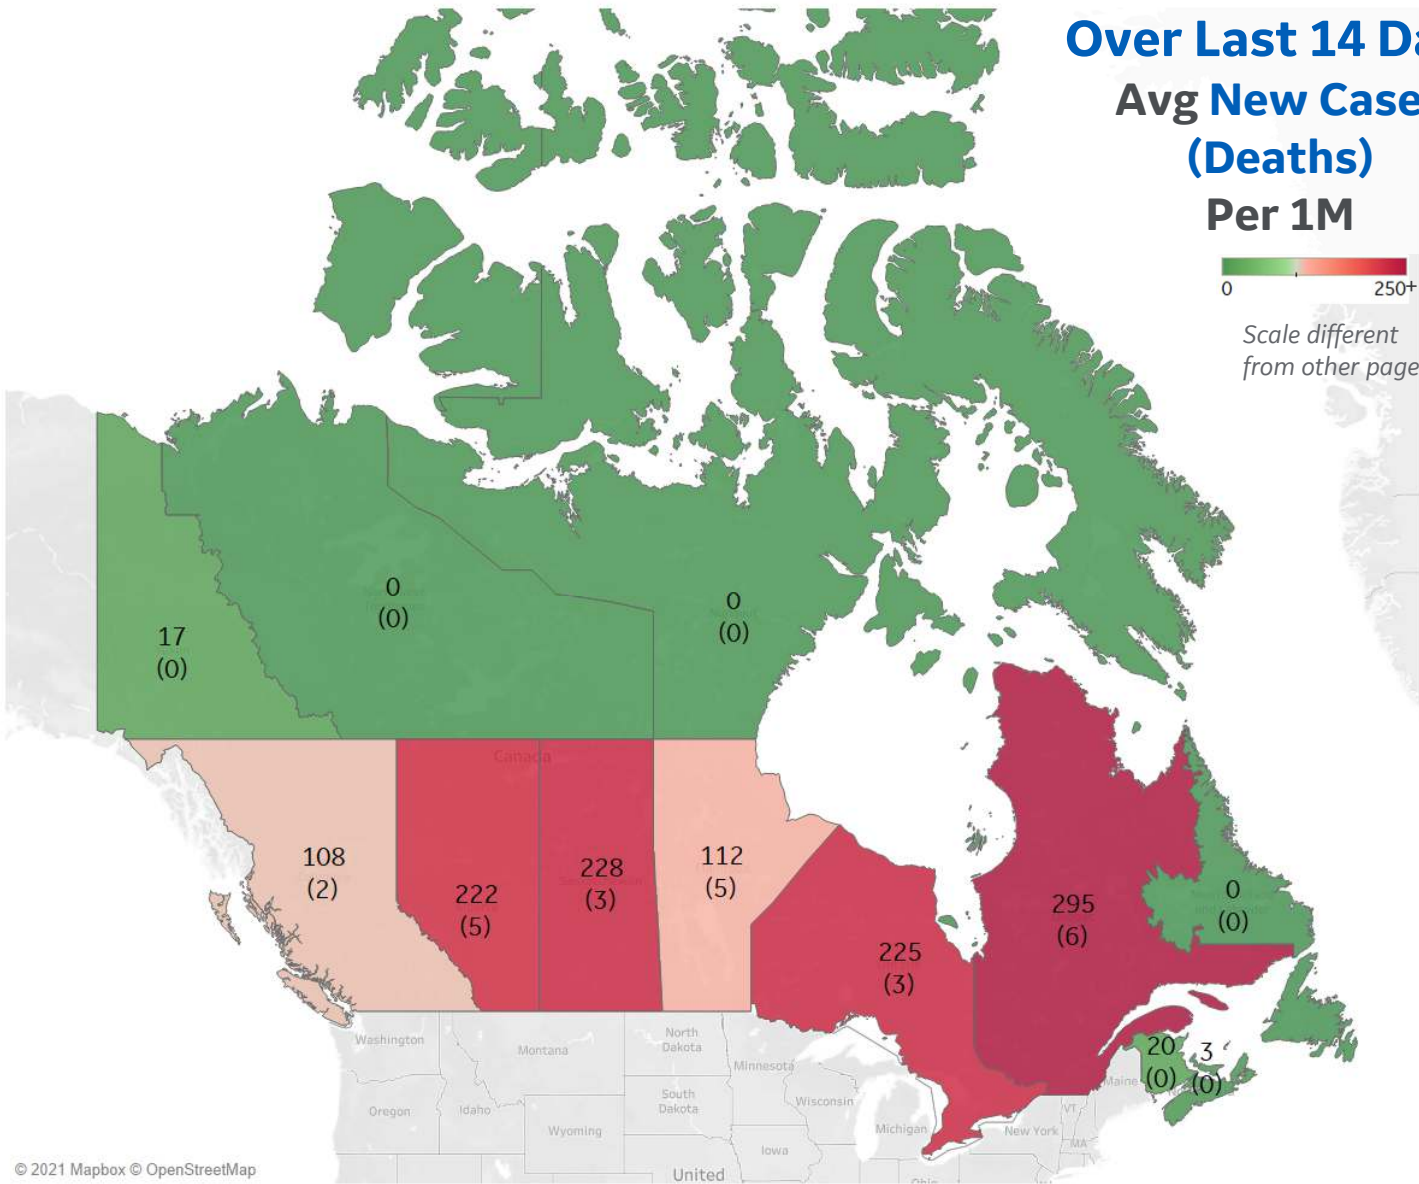 Over Last 14 Da
Avg New Case
(Deaths)
Per 1M
0
250+
Scale different
from other page
0
(0)
0
(0)
17
(0)
Canada
108
(2)
222
(5)
228
(3)
112
(5)
225
(3)
295
(6)
0
(0)
20
(0)
3
(0)
Washington
Montana
North
Dakota
Minnesota
Oregon
Idaho
South
Dakota
Wisconsin
Wyoming
Michigan
Iowa
New York
VT
MA
Maine
United
Ohio
© 2021 Mapbox © OpenStreetMap